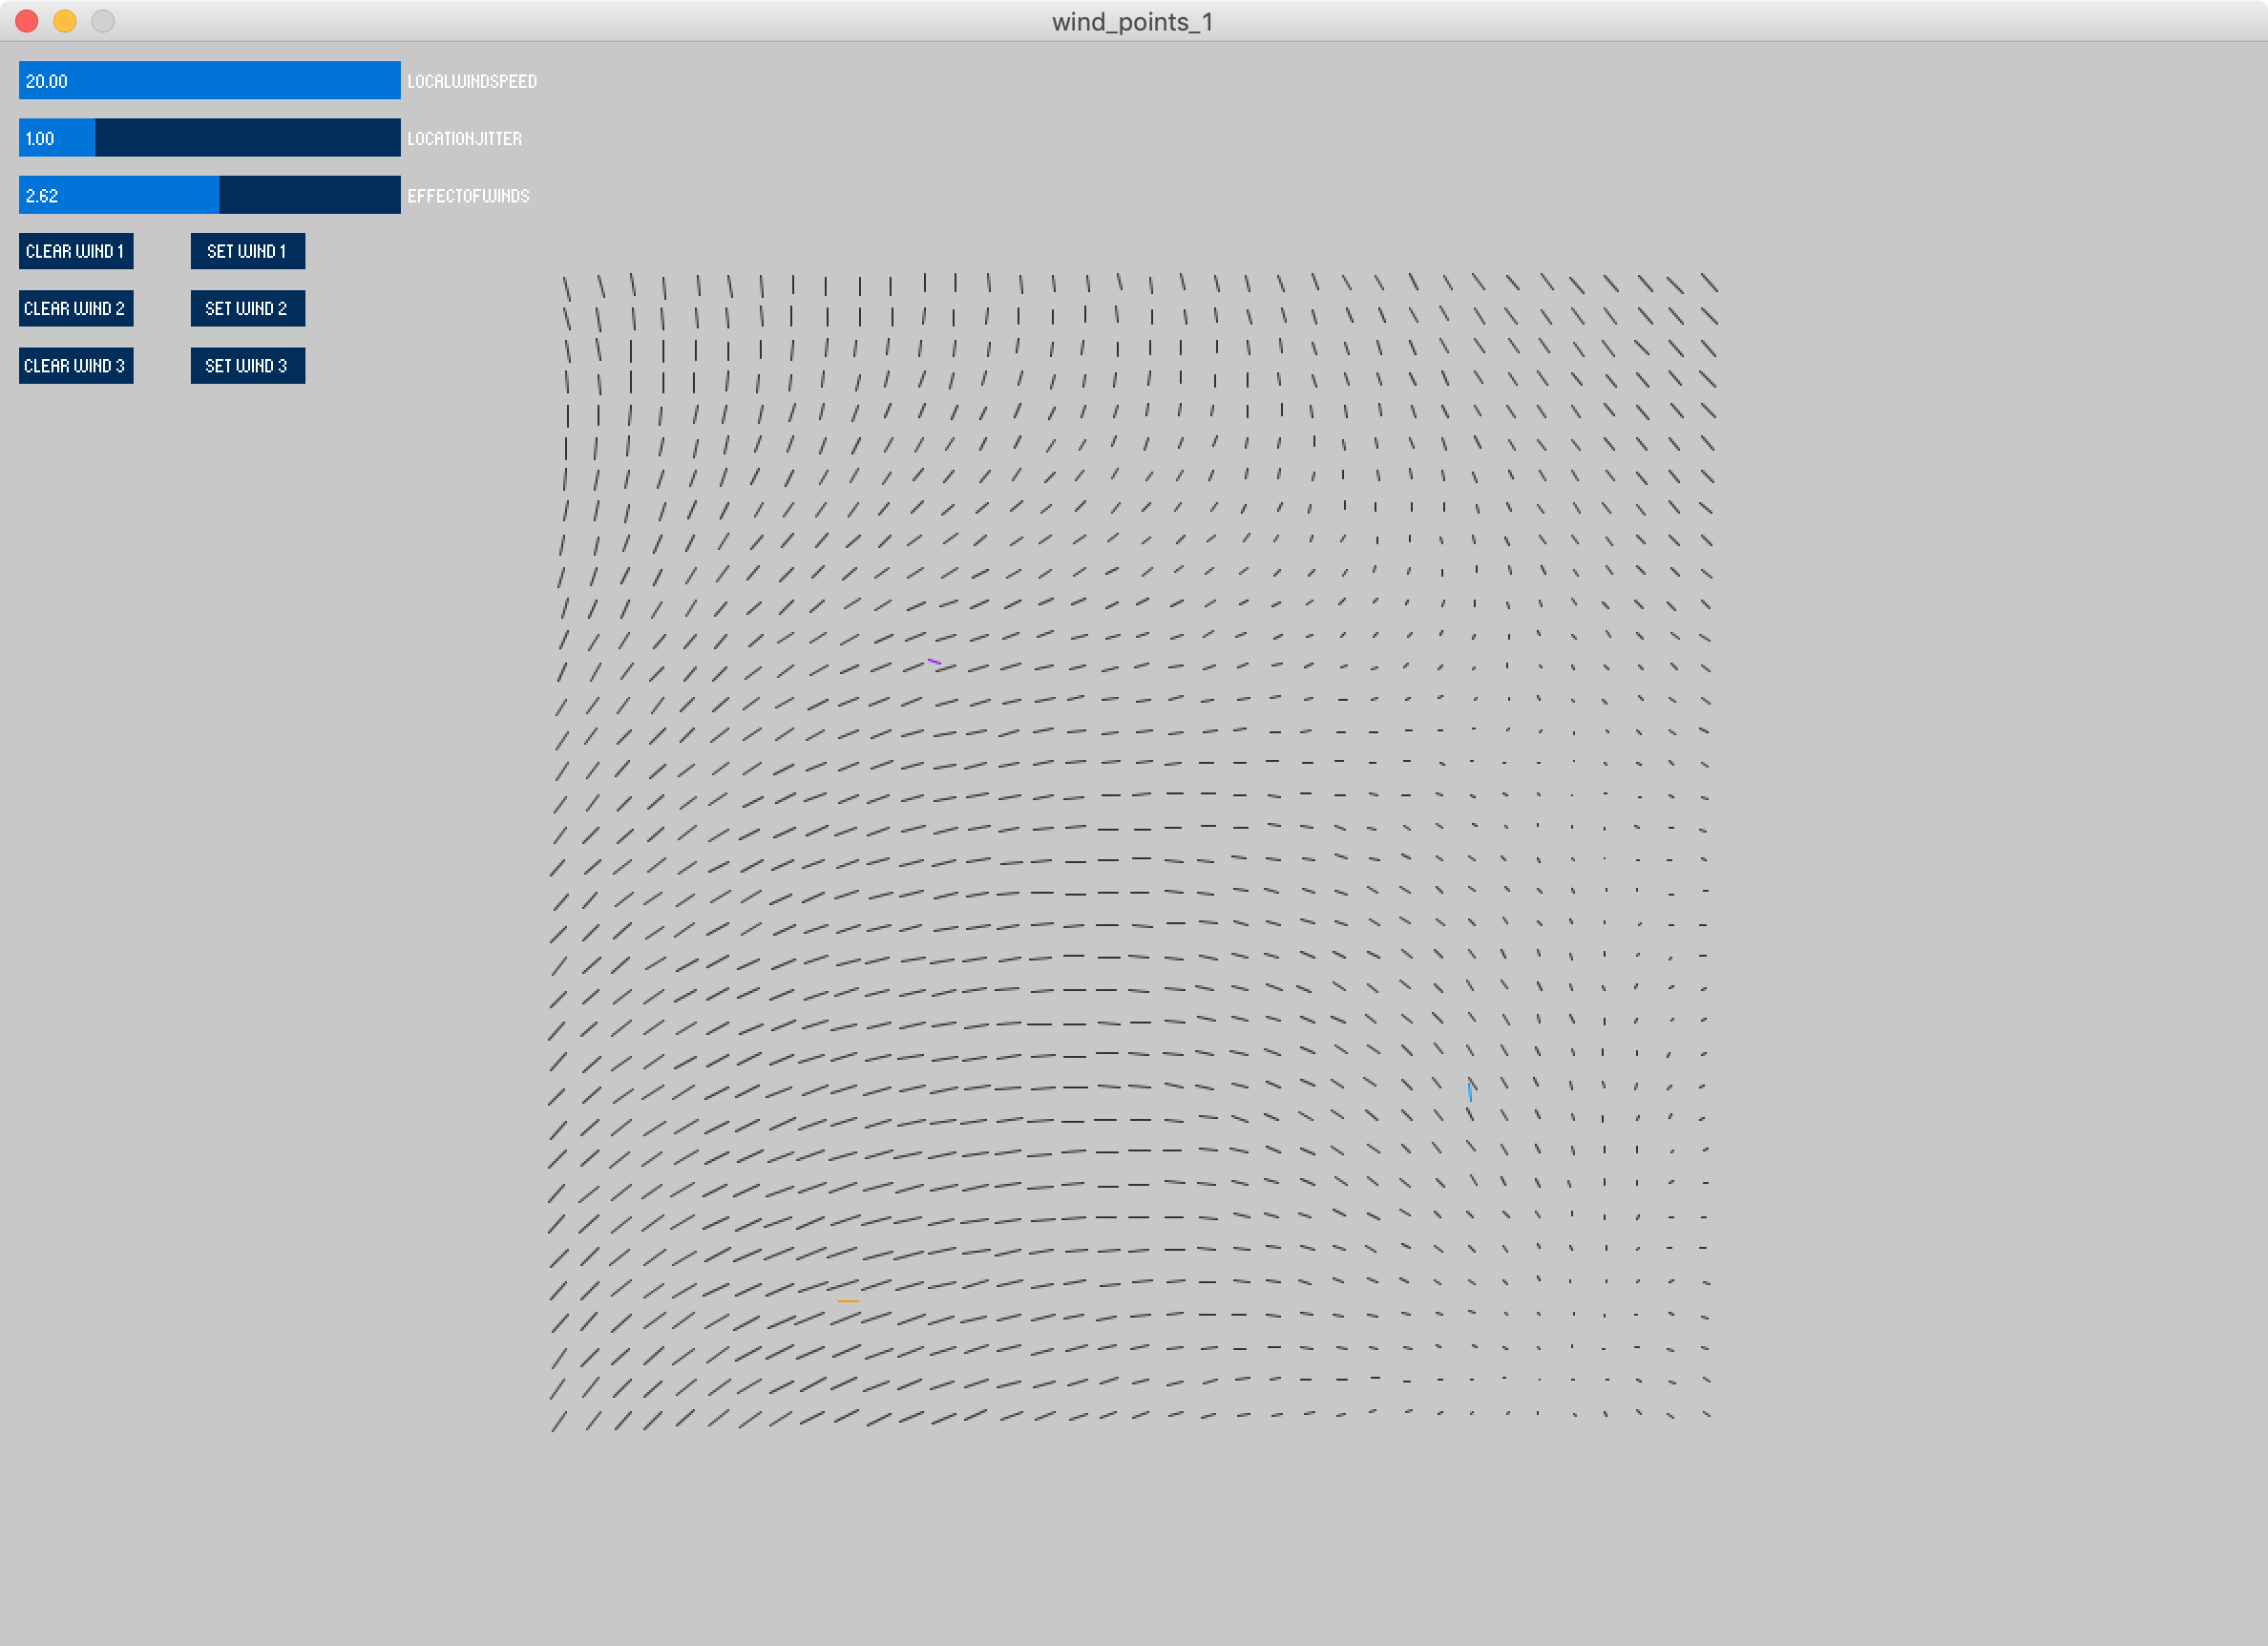 wind_points_1
20.00 LOCALWINDSPEED
1.00 LOCATIONJITTER
2.62 EFFECTOFWINDS
CLEAR WIND 1 SET WIND 1
CLEAR WIND 2 SET WIND 2
CLEAR WIND 3 SET WIND 3